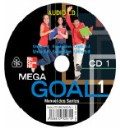 AUDIO CD
MEGA
CD 1
GOAL 1
Manuel dos Santos